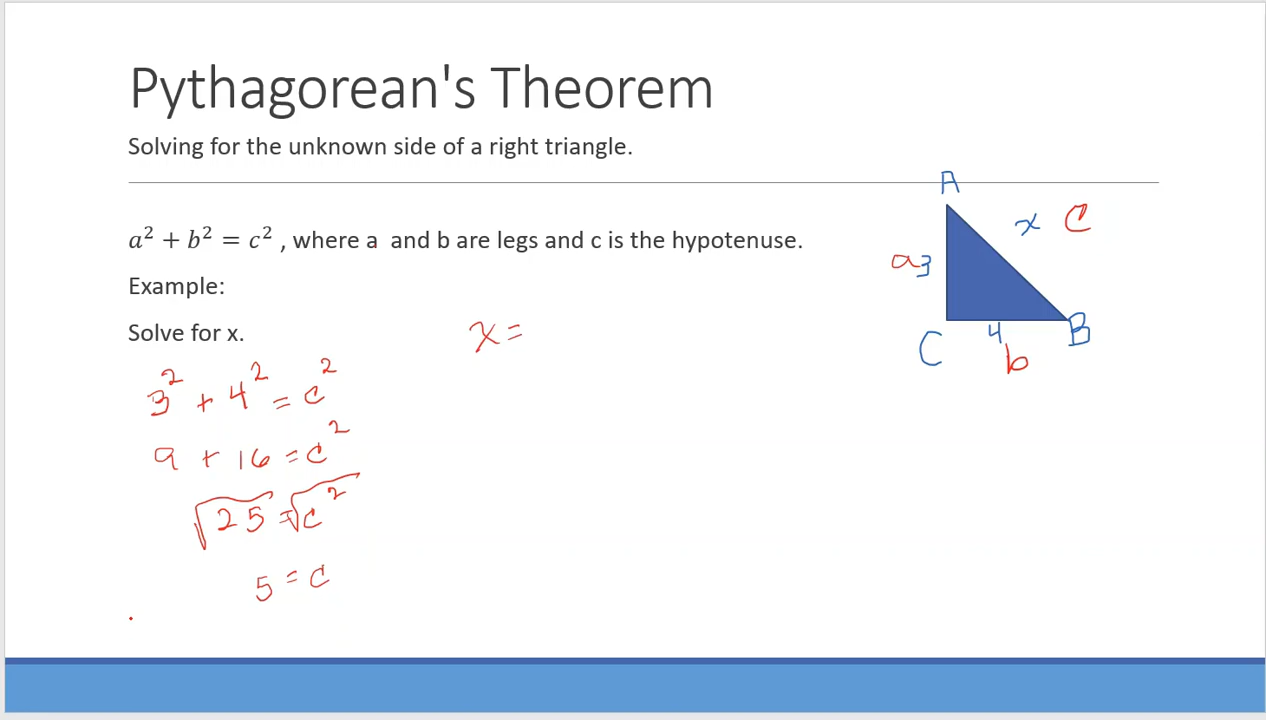 Pythagorean's Theorem
Solving for the unknown side of a right triangle.
A
x C
a² + b² = c² , where a and b are legs and c is the hypotenuse.
a 3
Example:
Solve for x.
x =
4
B
C
b
3² + 4² = c²
9 + 16 = c²
√25 = √c²
5 = c